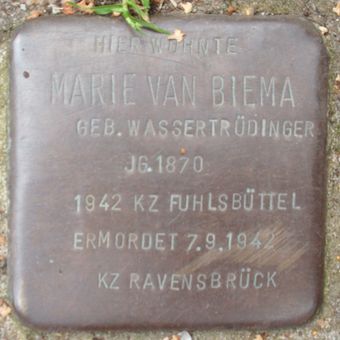 HIER WOHNTE
MARIE VAN BIEMA
GEB. WASSERTRÜDINGER
JG. 1870
1942 KZ FUHLSBÜTTEL
ERMORDET 7.9.1942
KZ RAVENSBRÜCK